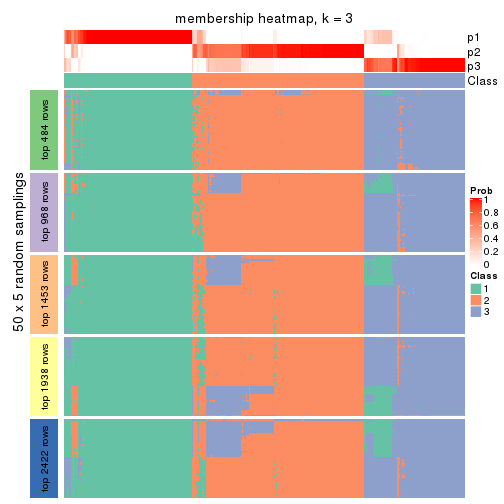 membership heatmap, k = 3
p1
p2
p3
Class
50 x 5 random samplings
top 484 rows
top 968 rows
top 1453 rows
top 1938 rows
top 2422 rows
Prob
1
0.8
0.6
0.4
0.2
0
Class
1
2
3